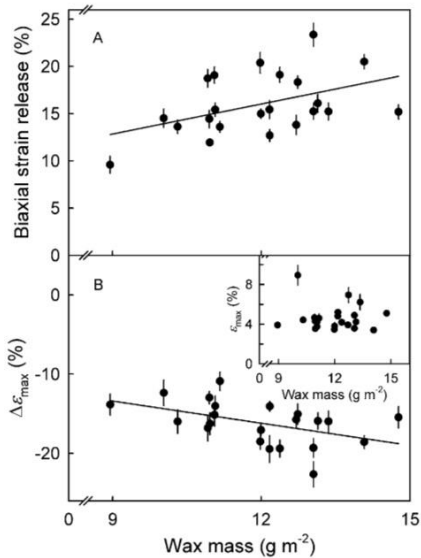 A
Biaxial strain release (%)
25
20
15
10
5
0
B
Δεmax (%)
0
-10
-20
εmax (%)
8
4
0
0 9 12 15
Wax mass (g m-2)
0 9 12 15
Wax mass (g m-2)